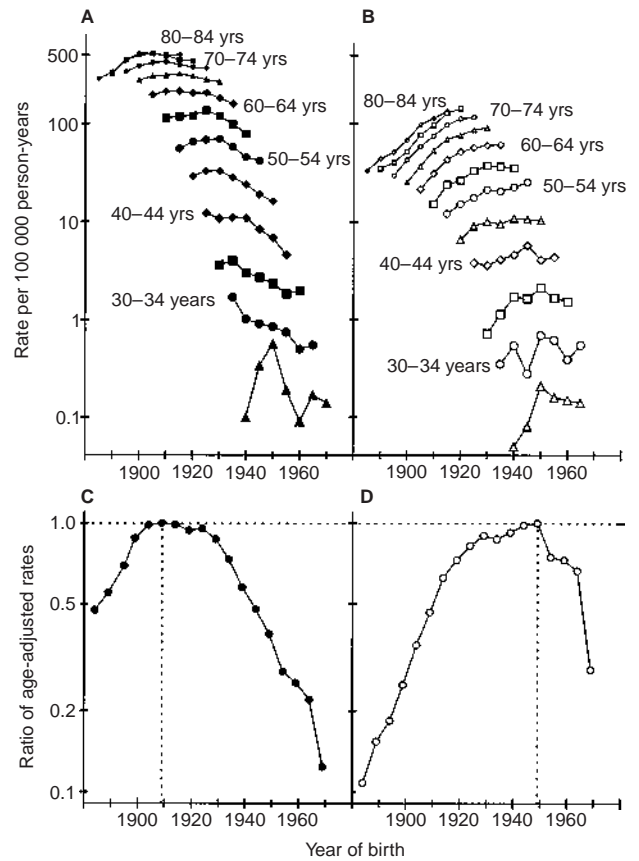 A
80–84 yrs
70–74 yrs
60–64 yrs
50–54 yrs
40–44 yrs
30–34 years
500
100
10
1
0.1
Rate per 100 000 person-years
1900 1920 1940 1960
B
80–84 yrs
70–74 yrs
60–64 yrs
50–54 yrs
40–44 yrs
30–34 yrs
1900 1920 1940 1960
C
1.0
0.5
0.2
0.1
Ratio of age-adjusted rates
1900 1920 1940 1960
D
1900 1920 1940 1960
Year of birth